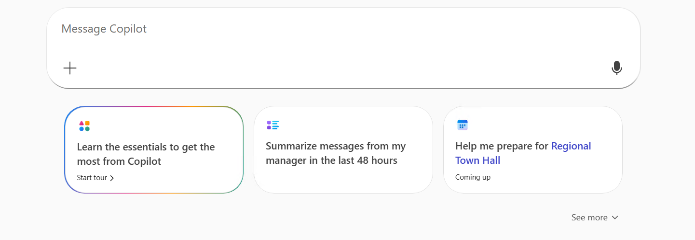 Message Copilot
Learn the essentials to get the
most from Copilot
Start tour
Summarize messages from my
manager in the last 48 hours
Help me prepare for Regional
Town Hall
Coming up
See more